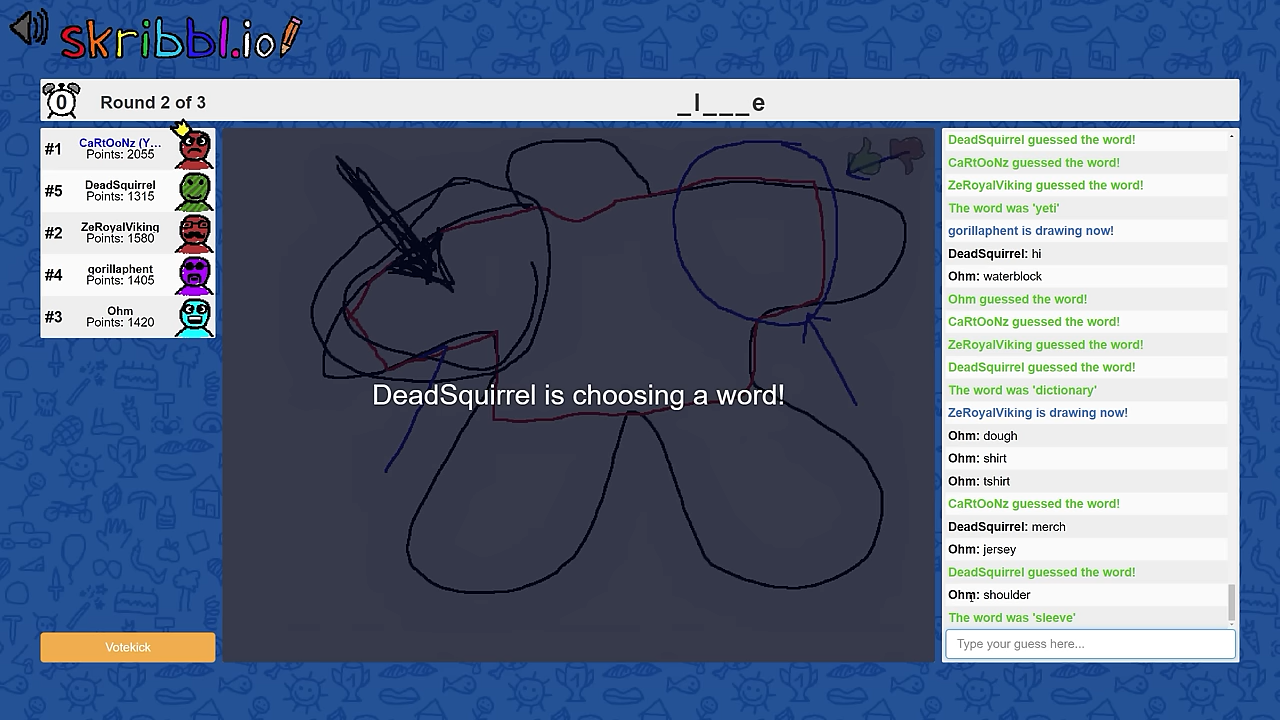 skribbl.io
0
Round 2 of 3
_l___e
#1
CaRtOoNz (Y...
Points: 2055
#5
DeadSquirrel
Points: 1315
#2
ZeRoyalViking
Points: 1580
#4
gorillaphent
Points: 1405
#3
Ohm
Points: 1420
Votekick
DeadSquirrel is choosing a word!
DeadSquirrel guessed the word!
CaRtOoNz guessed the word!
ZeRoyalViking guessed the word!
The word was 'yeti'
gorillaphent is drawing now!
DeadSquirrel: hi
Ohm: waterblock
Ohm guessed the word!
CaRtOoNz guessed the word!
ZeRoyalViking guessed the word!
DeadSquirrel guessed the word!
The word was 'dictionary'
ZeRoyalViking is drawing now!
Ohm: dough
Ohm: shirt
Ohm: tshirt
CaRtOoNz guessed the word!
DeadSquirrel: merch
Ohm: jersey
DeadSquirrel guessed the word!
Ohm: shoulder
The word was 'sleeve'
Type your guess here...